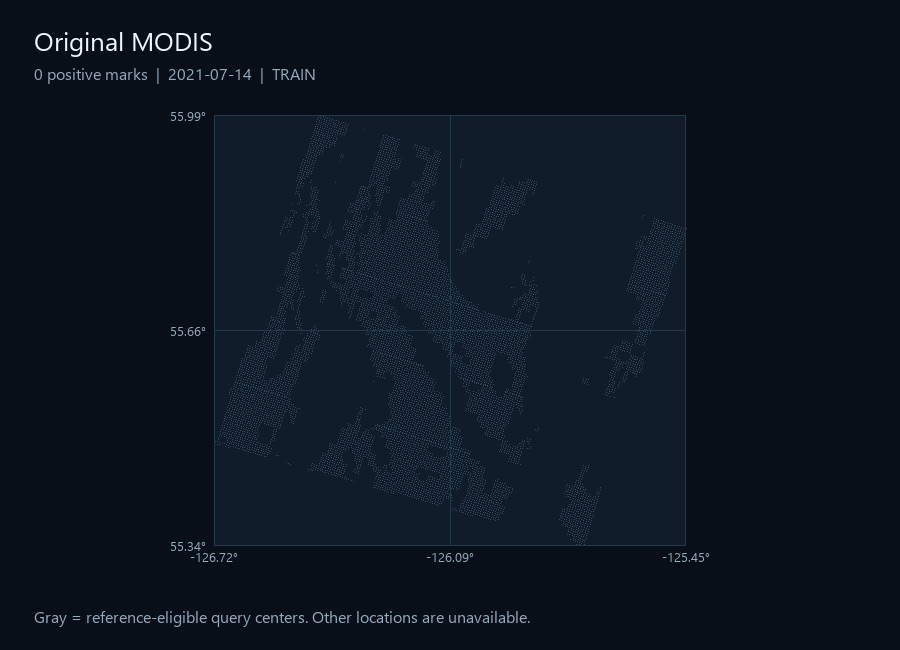 Original MODIS
0 positive marks | 2021-07-14 | TRAIN
55.99°
55.66°
55.34°
-126.72° -126.09° -125.45°
Gray = reference-eligible query centers. Other locations are unavailable.